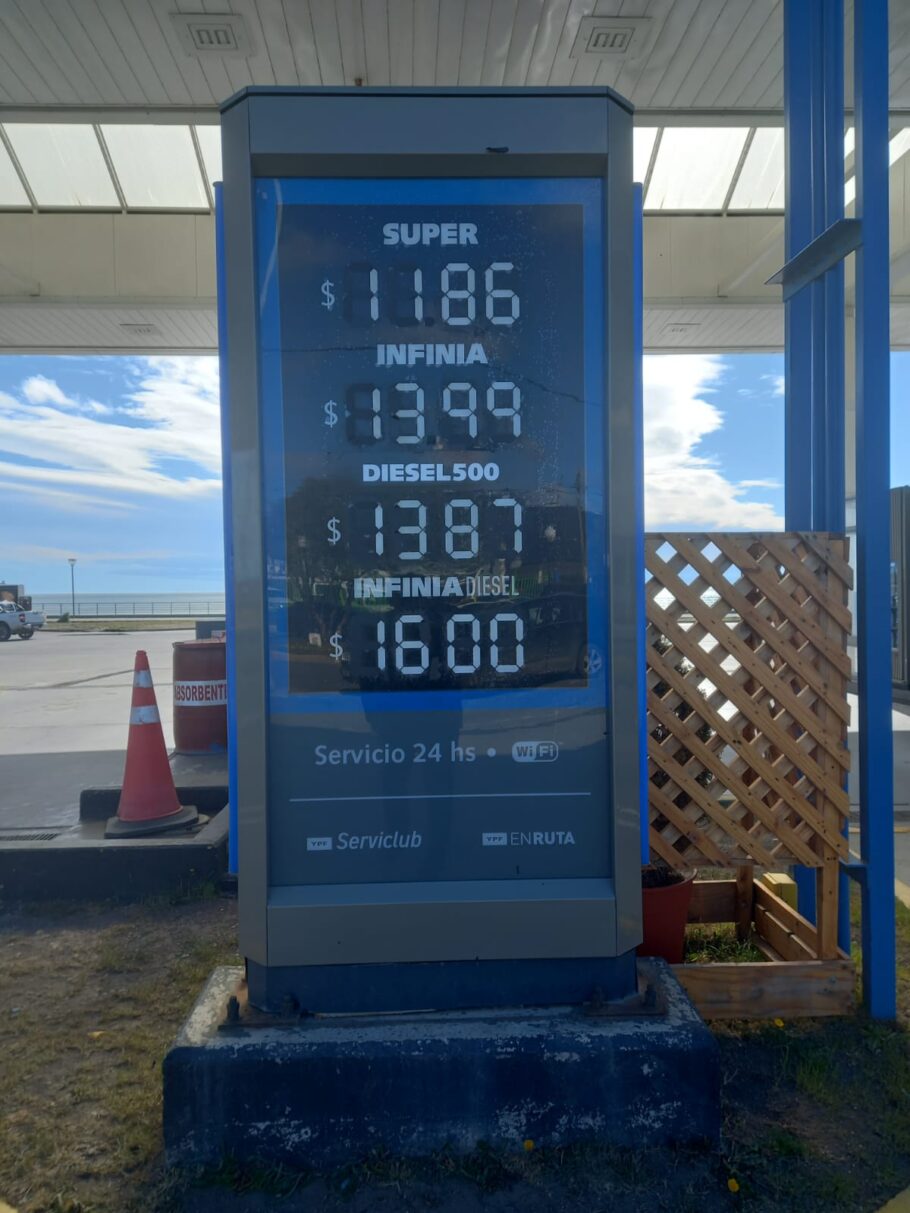 SUPER
$ 1186
INFINIA
$ 1399
DIESEL500
$ 1387
INFINIA DIESEL
$ 1600
Servicio 24 hs • WiFi
YPF Serviclub
YPF ENRUTA
ABSORBENTE